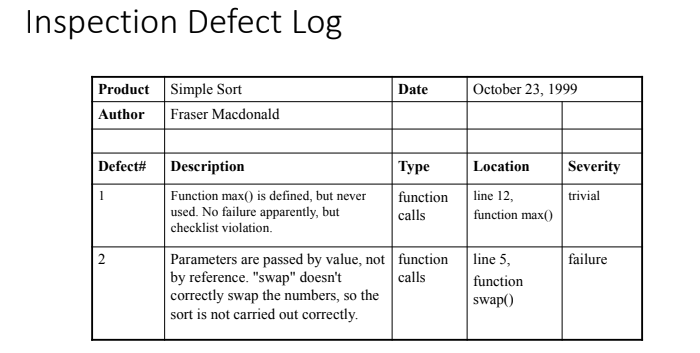 Inspection Defect Log
Product Simple Sort Date October 23, 1999
Author Fraser Macdonald
Defect# Description Type Location Severity
1 Function max() is defined, but never function line 12, trivial
used. No failure apparently, but calls function max()
checklist violation.
2 Parameters are passed by value, not function line 5, failure
by reference. "swap" doesn't calls function
correctly swap the numbers, so the swap()
sort is not carried out correctly.